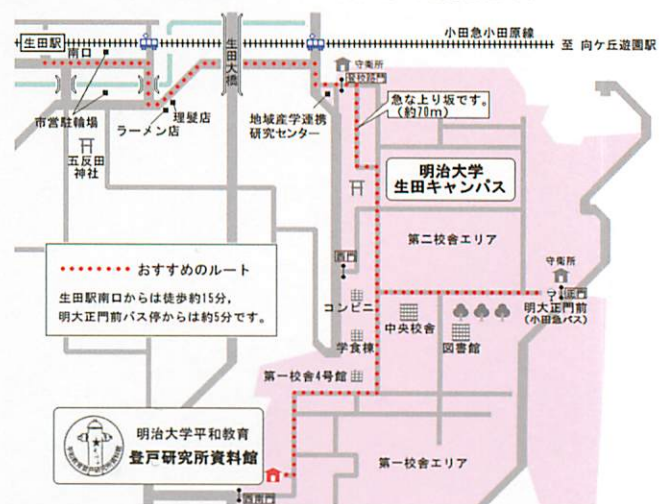 生田駅
南口
小田急小田原線
至 向ケ丘遊園駅
生田大橋
市営駐輪場
ラーメン店
理髪店
五反田
神社
守衛所
登校路門
地域産学連携
研究センター
急な上り坂です。
(約70m)
明治大学
生田キャンパス
第二校舎エリア
西門
守衛所
正門
明大正門前
(小田急バス)
おすすめのルート
生田駅南口からは徒歩約15分,
明大正門前バス停からは約5分です。
コンビニ
中央校舎
図書館
学食棟
第一校舎4号館
明治大学平和教育
登戸研究所資料館
第一校舎エリア
西南門